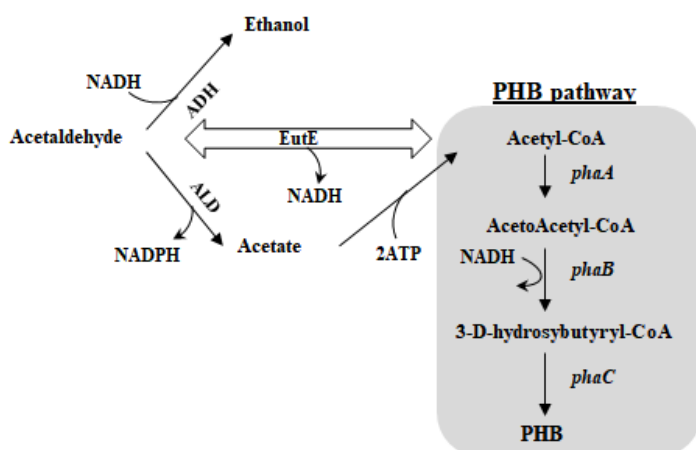 Ethanol
NADH
ADH
PHB pathway
Acetaldehyde
EutE
Acetyl-CoA
phaA
NADH
ALD
AcetoAcetyl-CoA
NADPH
Acetate
2ATP
NADH
phaB
3-D-hydrosybutyryl-CoA
phaC
PHB